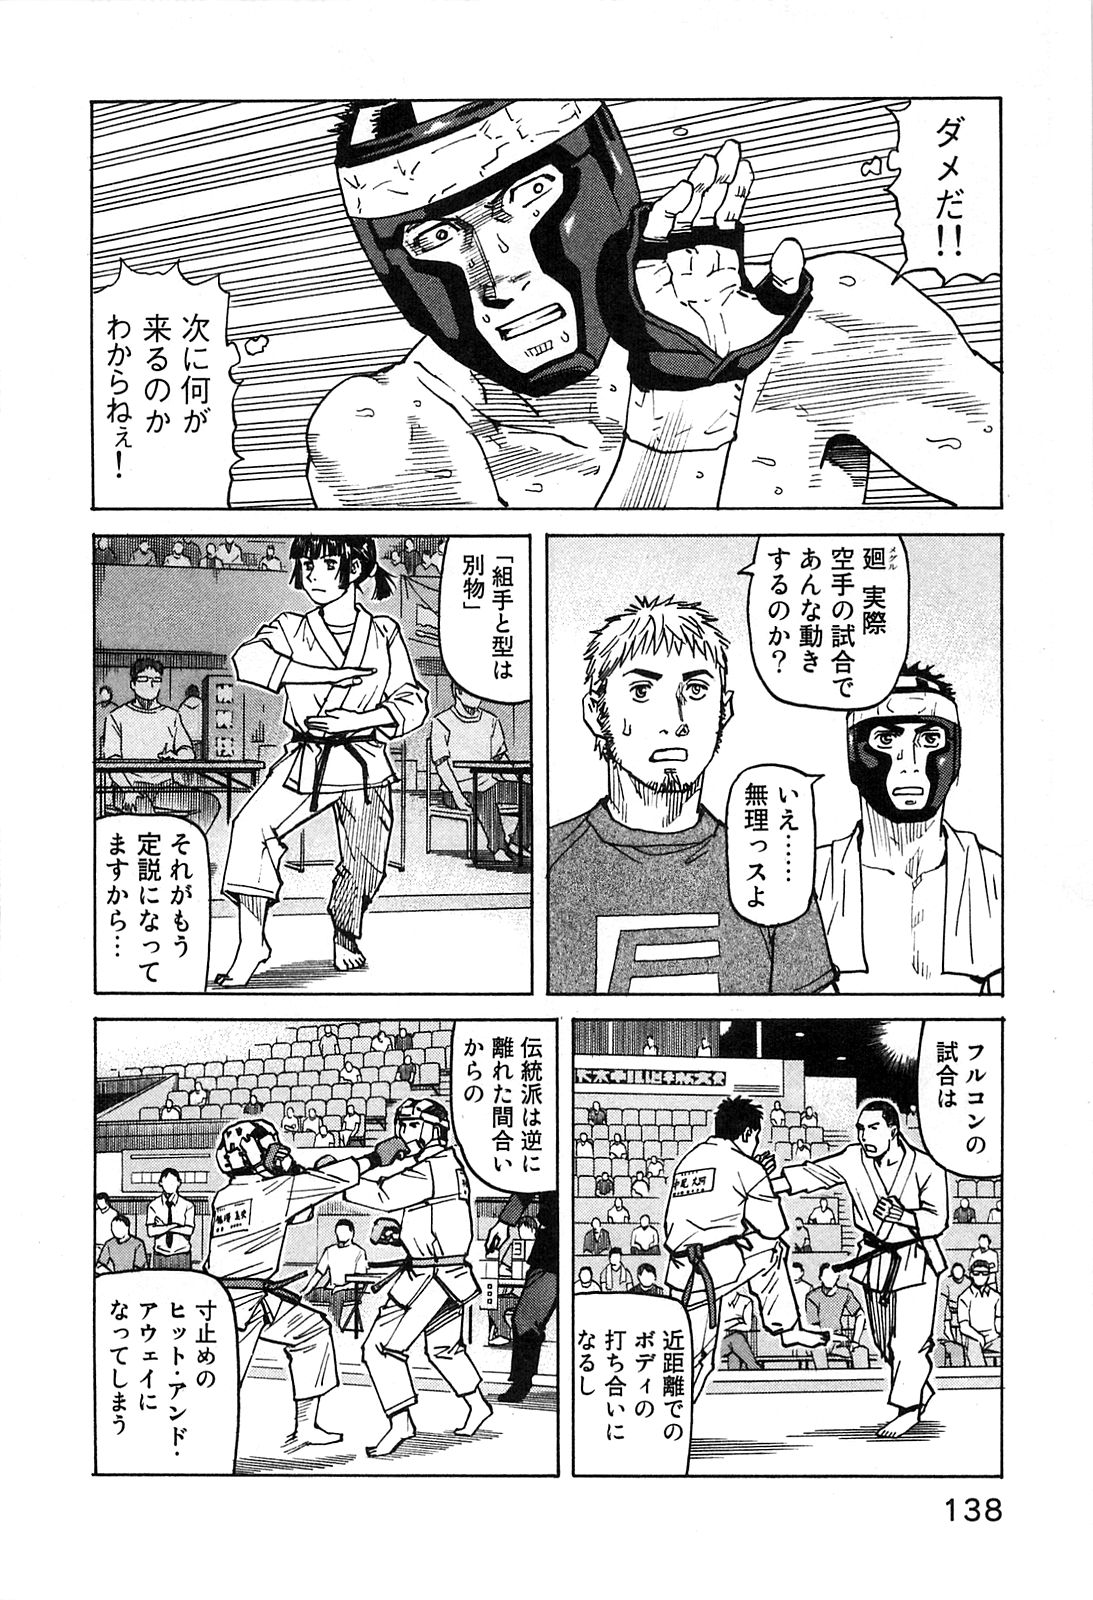 ダメだ!!
次に何が
来るのか
わからねぇ!
廻 実際
メグル
空手の試合で
あんな動き
するのか?
いえ……
無理っスよ
「組手と型は
別物」
それがもう
定説になって
ますから…
フルコンの
試合は
近距離での
ボディの
打ち合いに
なるし
伝統派は逆に
離れた間合い
からの
寸止めの
ヒット・アンド・
アウェイに
なってしまう
138